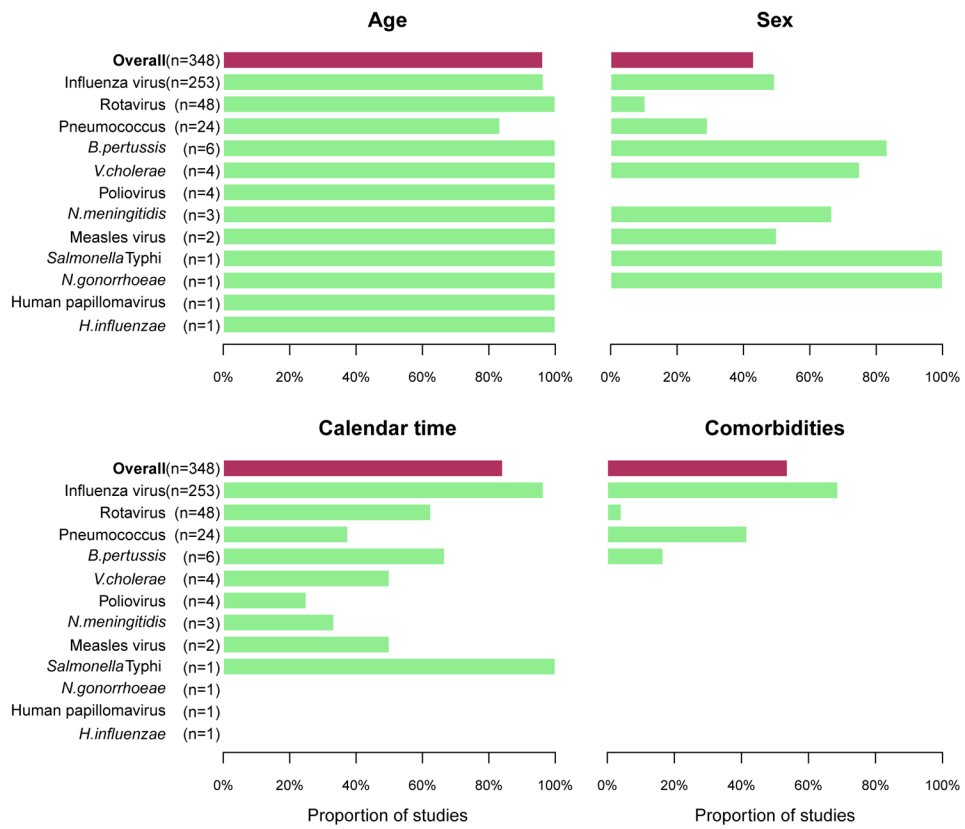 Age Sex
Overall(n=348)
Influenza virus(n=253)
Rotavirus (n=48)
Pneumococcus (n=24)
B.pertussis (n=6)
V.cholerae (n=4)
Poliovirus (n=4)
N.meningitidis (n=3)
Measles virus (n=2)
Salmonella Typhi (n=1)
N.gonorrhoeae (n=1)
Human papillomavirus (n=1)
H.influenzae (n=1)
0% 20% 40% 60% 80% 100% 0% 20% 40% 60% 80% 100%
Calendar time Comorbidities
Overall(n=348)
Influenza virus(n=253)
Rotavirus (n=48)
Pneumococcus (n=24)
B.pertussis (n=6)
V.cholerae (n=4)
Poliovirus (n=4)
N.meningitidis (n=3)
Measles virus (n=2)
Salmonella Typhi (n=1)
N.gonorrhoeae (n=1)
Human papillomavirus (n=1)
H.influenzae (n=1)
0% 20% 40% 60% 80% 100% 0% 20% 40% 60% 80% 100%
Proportion of studies Proportion of studies